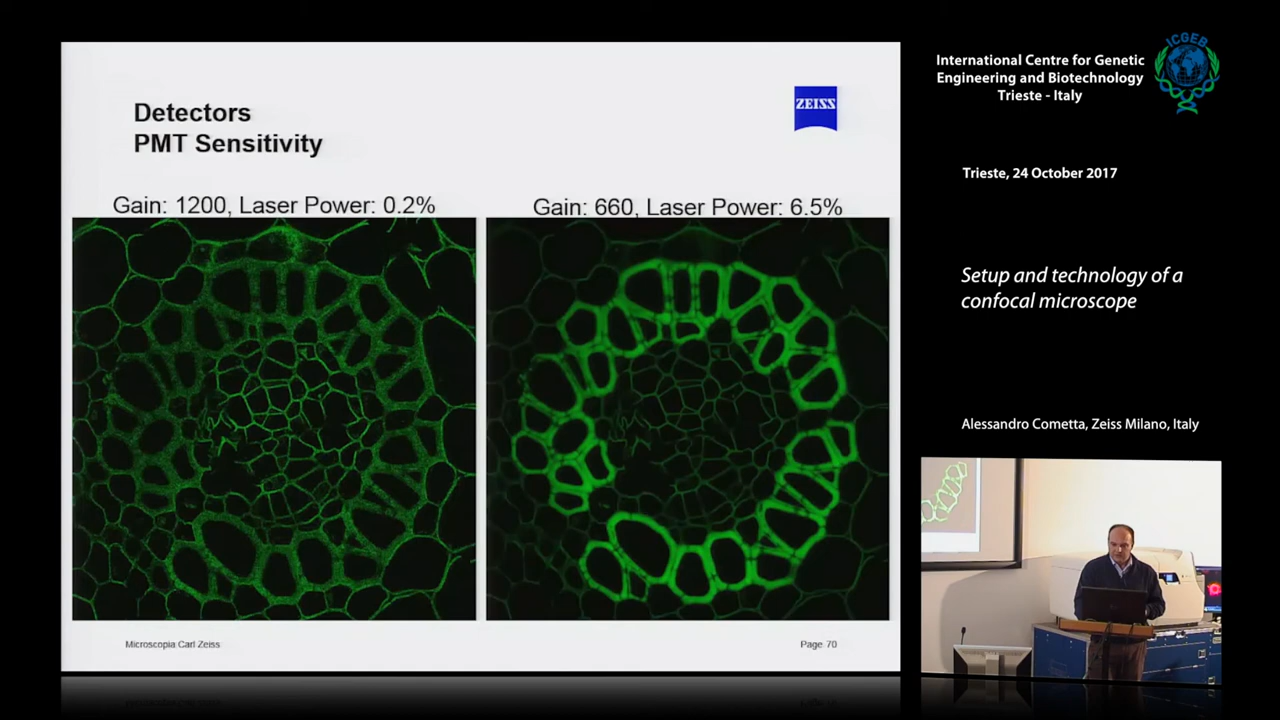 Detectors
PMT Sensitivity
ZEISS
Gain: 1200, Laser Power: 0.2%
Gain: 660, Laser Power: 6.5%
Microscopia Carl Zeiss
Page 70
International Centre for Genetic
Engineering and Biotechnology
Trieste - Italy
ICGEB
Trieste, 24 October 2017
Setup and technology of a
confocal microscope
Alessandro Cometta, Zeiss Milano, Italy